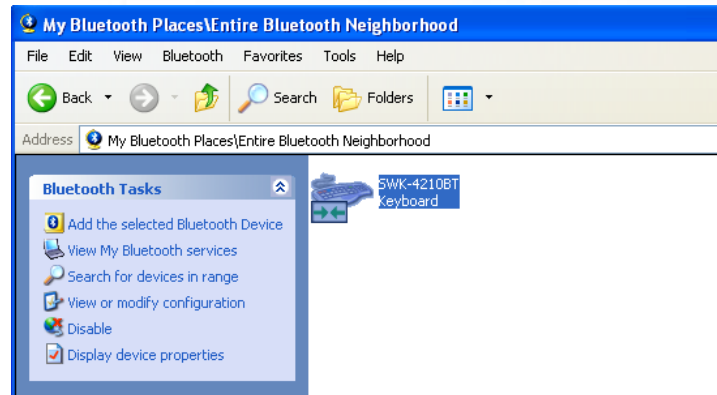 My Bluetooth Places\Entire Bluetooth Neighborhood
File Edit View Bluetooth Favorites Tools Help
Back Search Folders
Address My Bluetooth Places\Entire Bluetooth Neighborhood
Bluetooth Tasks
Add the selected Bluetooth Device
View My Bluetooth services
Search for devices in range
View or modify configuration
Disable
Display device properties
SWK-4210BT
Keyboard